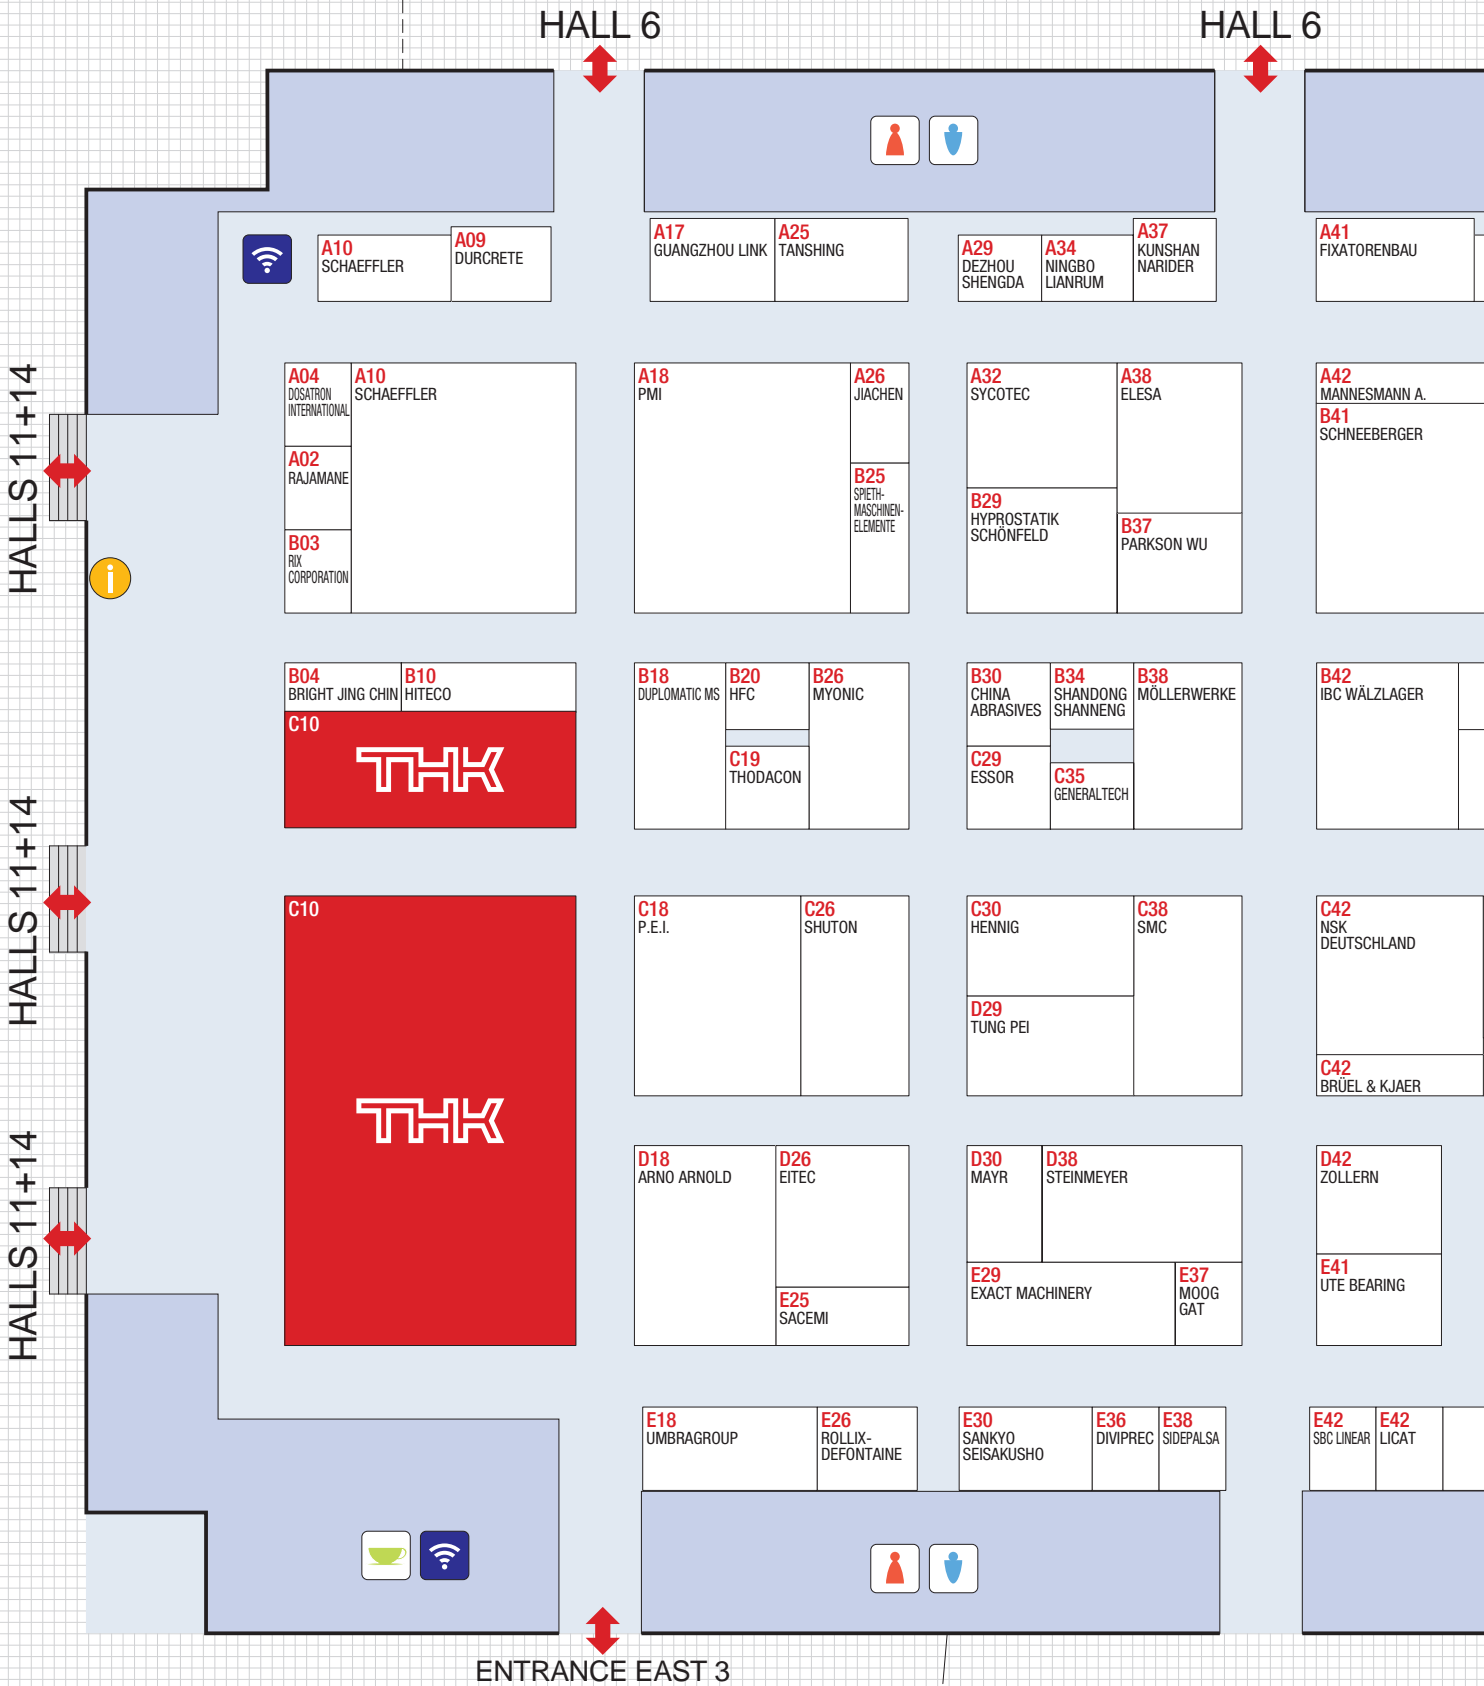 HALL 6
HALL 6
A10
SCHAEFFLER
A09
DURCRETE
A17
GUANGZHOU LINK
A25
TANSHING
A29
DEZHOU
SHENGDA
A34
NINGBO
LIANRUM
A37
KUNSHAN
NARIDER
A41
FIXATORENBAU
HALLS 11+14
A04
DOSATRON
INTERNATIONAL
A10
SCHAEFFLER
A02
RAJAMANE
B03
RIX
CORPORATION
A18
PMI
A26
JIACHEN
B25
SPIETH-
MASCHINEN-
ELEMENTE
A32
SYCOTEC
A38
ELESA
B29
HYPROSTATIK
SCHÖNFELD
B37
PARKSON WU
A42
MANNESMANN A.
B41
SCHNEEBERGER
i
B04
BRIGHT JING CHIN
B10
HITECO
C10
THK
B18
DUPLOMATIC MS
B20
HFC
B26
MYONIC
C19
THODACON
B30
CHINA
ABRASIVES
B34
SHANDONG
SHANNENG
B38
MÖLLERWERKE
C29
ESSOR
C35
GENERALTECH
B42
IBC WÄLZLAGER
HALLS 11+14
C10
THK
C18
P.E.I.
C26
SHUTON
C30
HENNIG
C38
SMC
D29
TUNG PEI
C42
NSK
DEUTSCHLAND
C42
BRÜEL & KJAER
HALLS 11+14
D18
ARNO ARNOLD
D26
EITEC
E25
SACEMI
D30
MAYR
D38
STEINMEYER
E29
EXACT MACHINERY
E37
MOOG
GAT
D42
ZOLLERN
E41
UTE BEARING
E18
UMBRAGROUP
E26
ROLLIX-
DEFONTAINE
E30
SANKYO
SEISAKUSHO
E36
DIVIPREC
E38
SIDEPALSA
E42
SBC LINEAR
E42
LICAT
ENTRANCE EAST 3